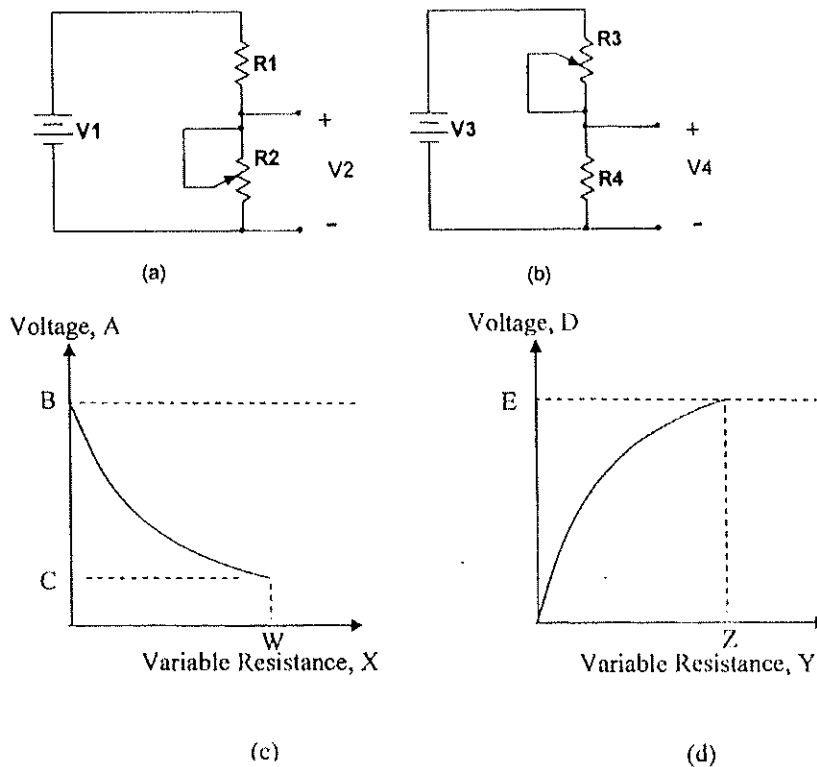 R1
+
V1
R2
V2
-
(a)
R3
+
V3
V4
R4
-
(b)
Voltage, A
B
C
W
Variable Resistance, X
(c)
Voltage, D
E
Z
Variable Resistance, Y
(d)